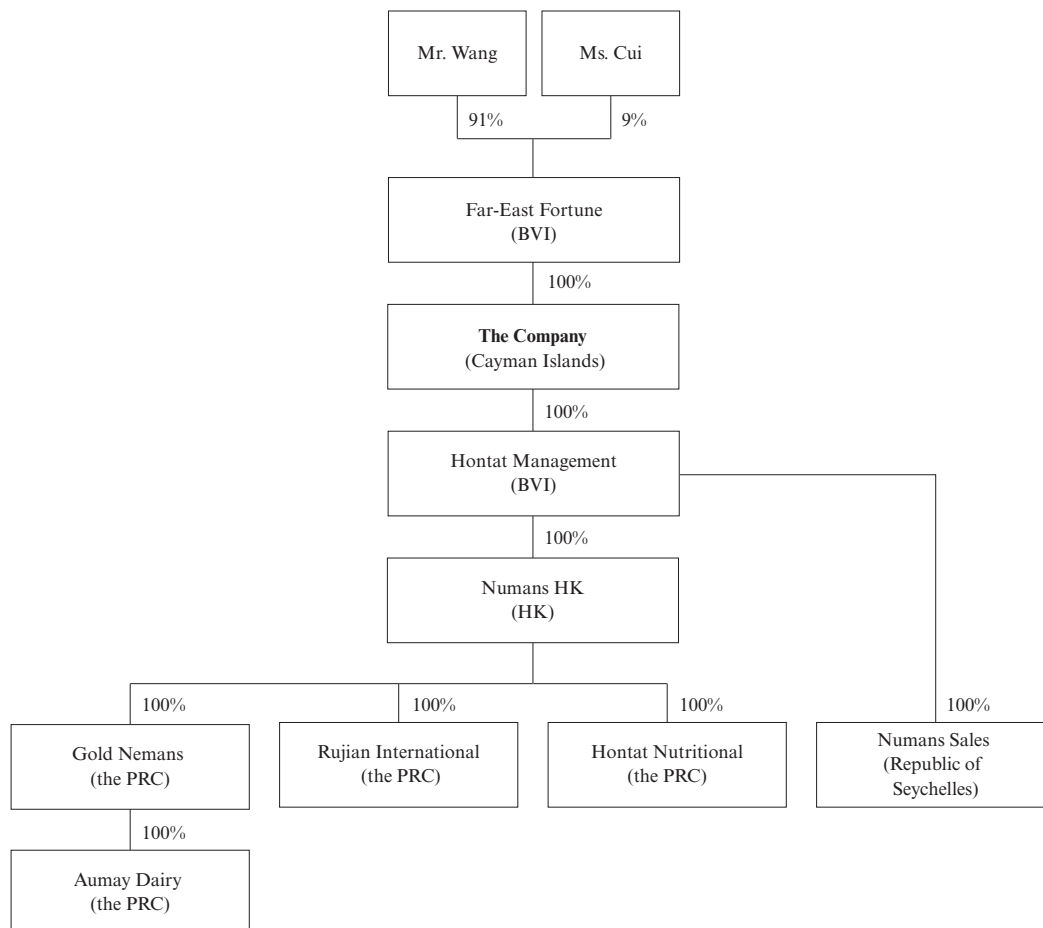 Mr. Wang
Ms. Cui
91%
9%
Far-East Fortune
(BVI)
100%
The Company
(Cayman Islands)
100%
Hontat Management
(BVI)
100%
Numans HK
(HK)
100%
100%
100%
100%
Gold Nemans
(the PRC)
Rujian International
(the PRC)
Hontat Nutritional
(the PRC)
Numans Sales
(Republic of
Seychelles)
100%
Aumay Dairy
(the PRC)